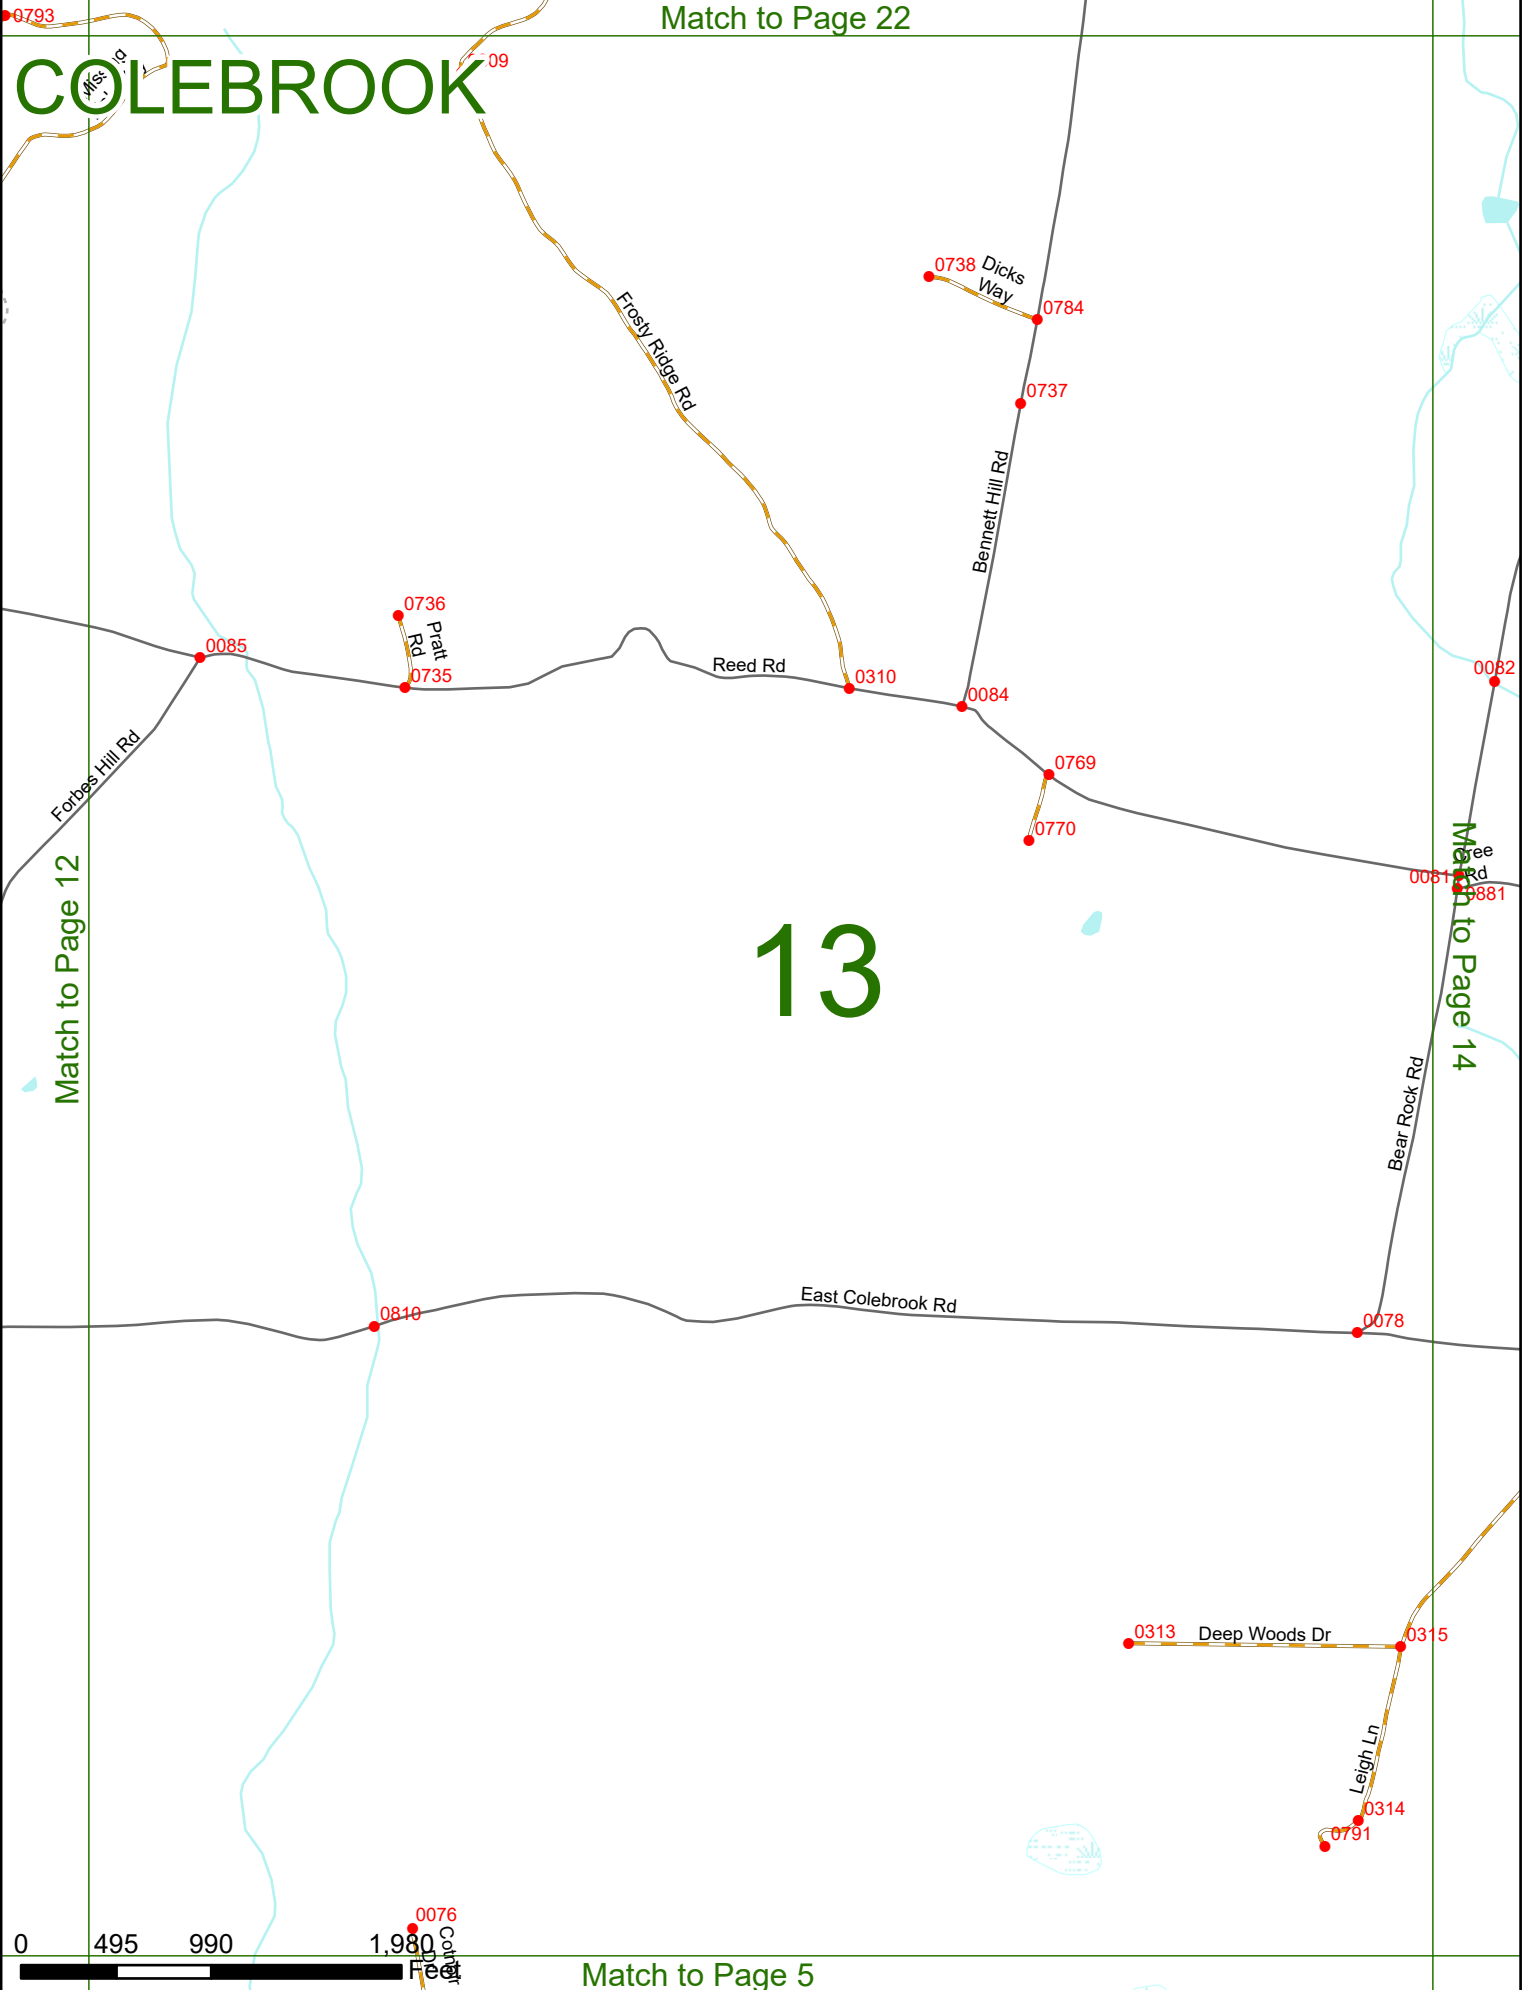 Match to Page 22
0793
COLEBROOK
09
0738
Dicks
Way
0784
Frosty Ridge Rd
0737
Bennett Hill Rd
0736
Pratt
Rd
0085
0735
Reed Rd
0310
0084
0082
Forbes Hill Rd
0769
0770
Match to Page 12
Match to Page 14
Rd
0081
0881
13
Bear Rock Rd
East Colebrook Rd
0810
0078
0313
Deep Woods Dr
0315
Leigh Ln
0314
0791
0076
Dr
0 495 990 1,980
Feet
Match to Page 5